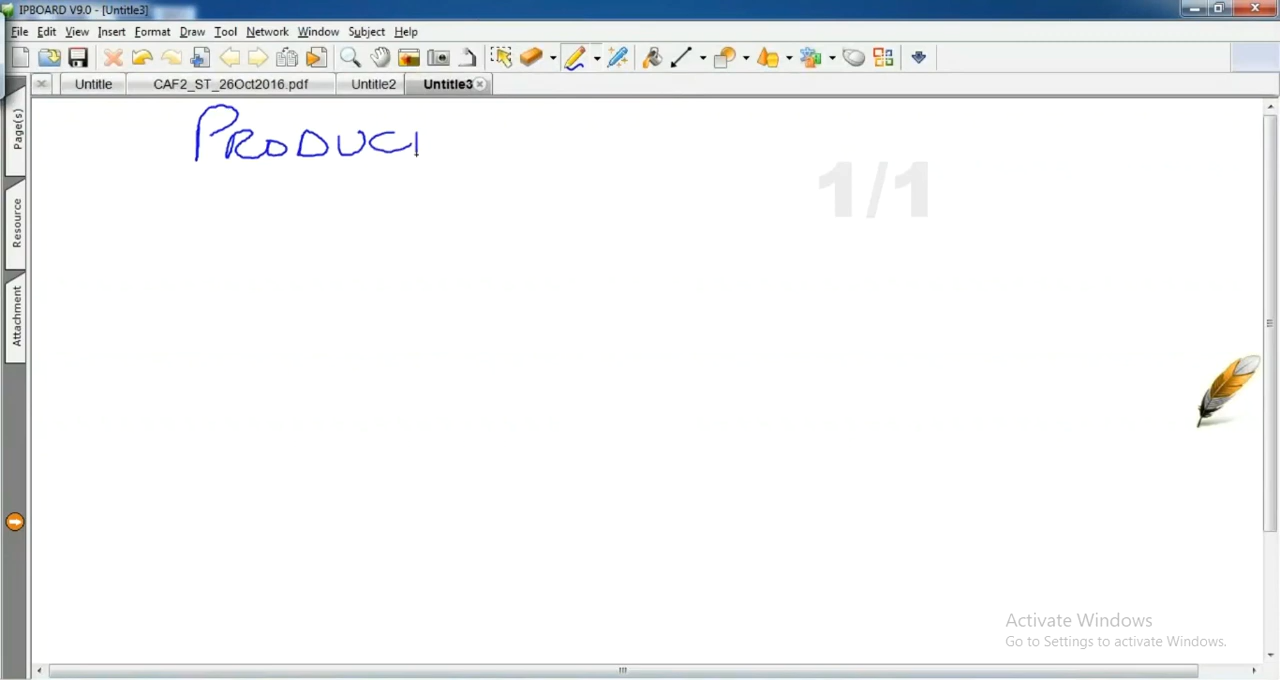 IPBOARD V9.0 - [Untitle3]
File Edit View Insert Format Draw Tool Network Window Subject Help
Untitle CAF2_ST_26Oct2016.pdf Untitle2 Untitle3
Page(s)
Resource
Attachment
PRODUCI
1/1
Activate Windows
Go to Settings to activate Windows.